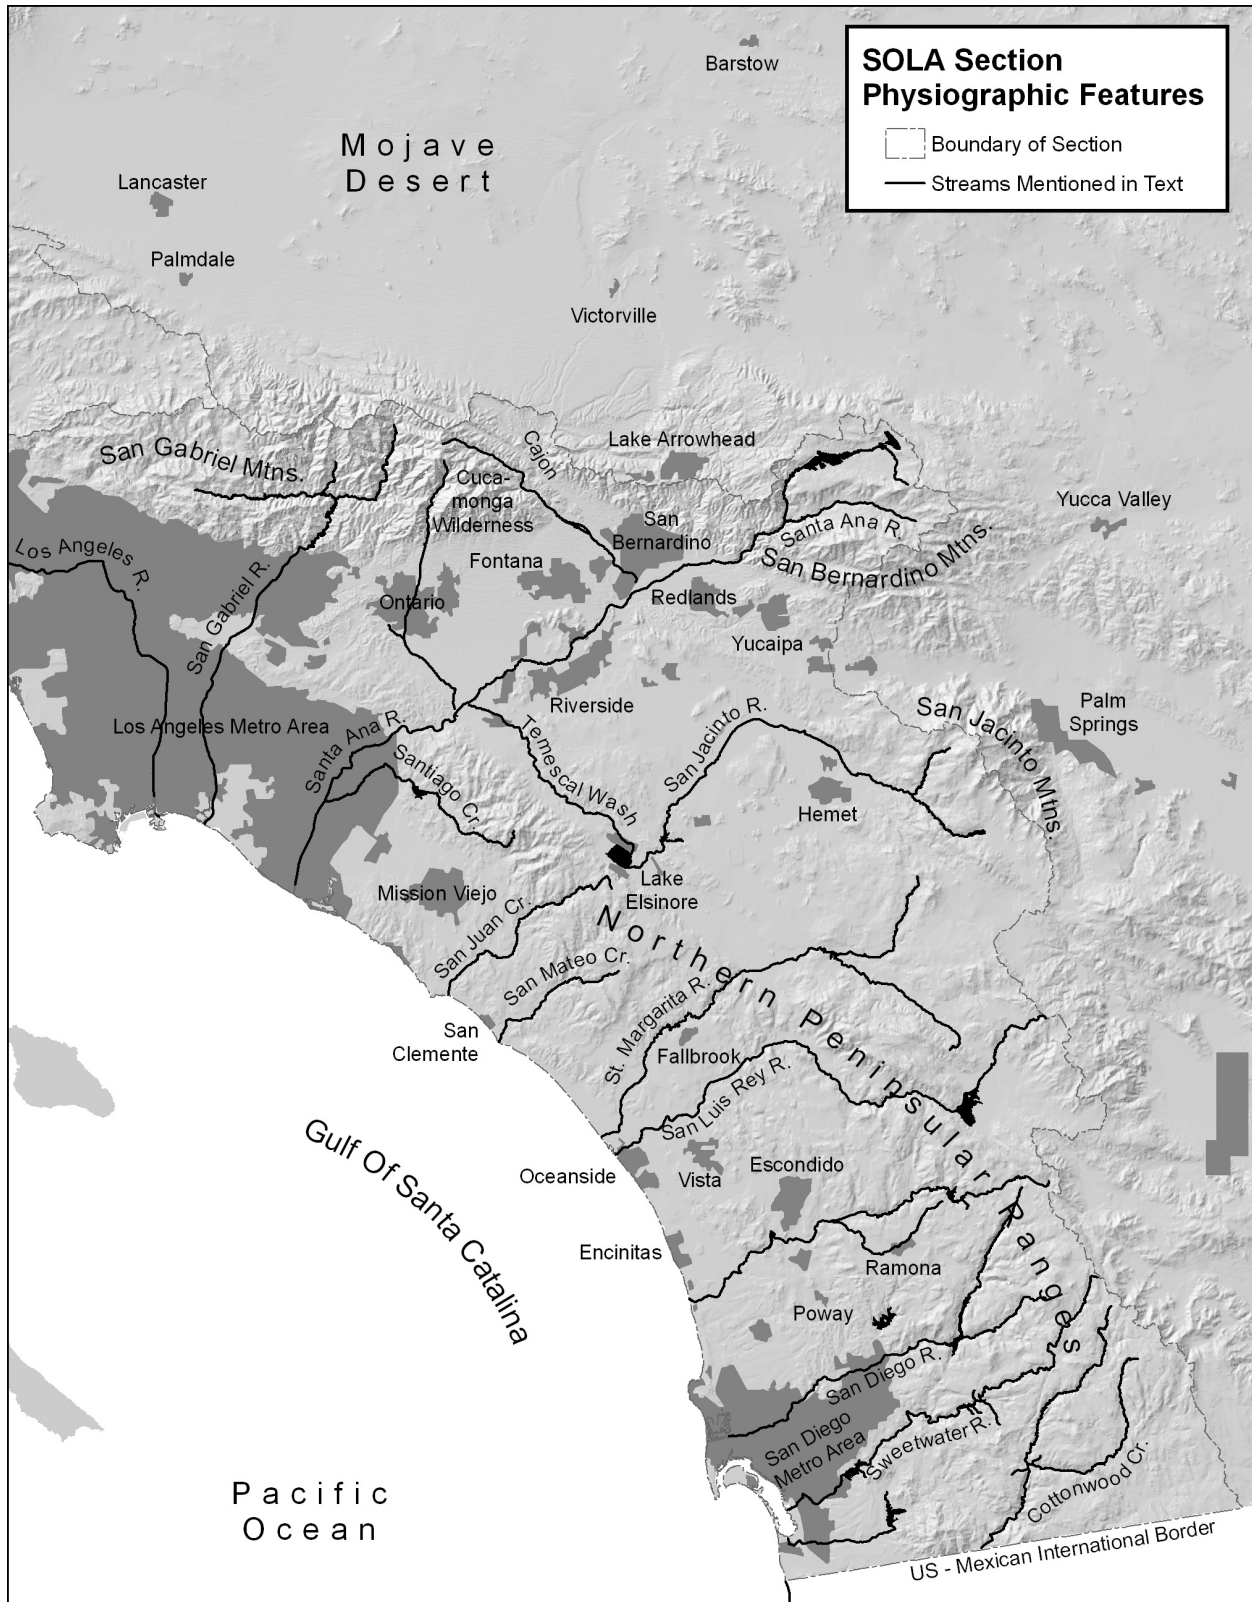 SOLA Section
Physiographic Features
Boundary of Section
Streams Mentioned in Text
Barstow
Mojave
Desert
Lancaster
Palmdale
Victorville
San Gabriel Mtns.
Cajon
Lake Arrowhead
Cuca-
monga
Wilderness
Yucca Valley
San
Bernardino
Santa Ana R.
San Bernardino Mtns.
Los Angeles R.
San Gabriel R.
Fontana
Ontario
Redlands
Yucaipa
Riverside
San Jacinto R.
San Jacinto Mtns.
Palm
Springs
Los Angeles Metro Area
Santa Ana R.
Santiago Cr.
Temescal Wash
Hemet
Mission Viejo
Lake
Elsinore
San Juan Cr.
San Mateo Cr.
Northern Peninsular Ranges
San
Clemente
St. Margarita R.
Fallbrook
San Luis Rey R.
Gulf Of Santa Catalina
Oceanside
Vista
Escondido
Encinitas
Ramona
Poway
San Diego R.
San Diego
Metro Area
Sweetwater R.
Cottonwood Cr.
Pacific
Ocean
US - Mexican International Border